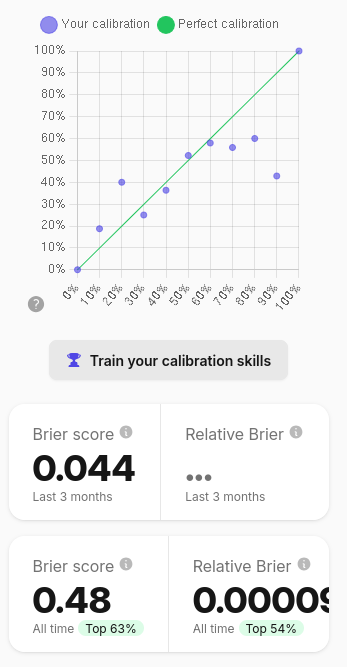 Your calibration Perfect calibration
100%
90%
80%
70%
60%
50%
40%
30%
20%
10%
0%
0% 10% 20% 30% 40% 50% 60% 70% 80% 90% 100%
?
Train your calibration skills
Brier score i Relative Brier i
0.044 ...
Last 3 months Last 3 months
Brier score i Relative Brier i
0.48 0.00009
All time Top 63% All time Top 54%